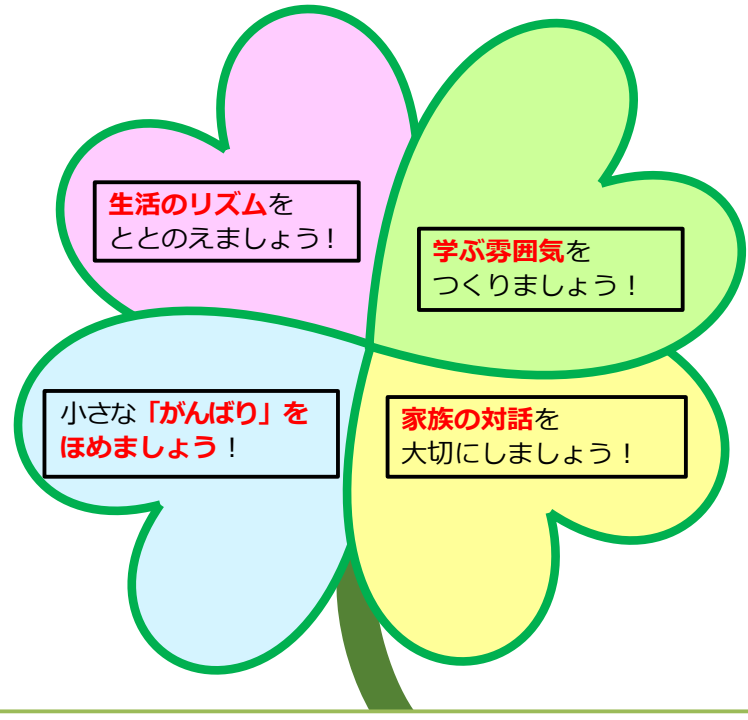 生活のリズムを
ととのえましょう！
学ぶ雰囲気を
つくりましょう！
小さな「がんばり」を
ほめましょう！
家族の対話を
大切にしましょう！